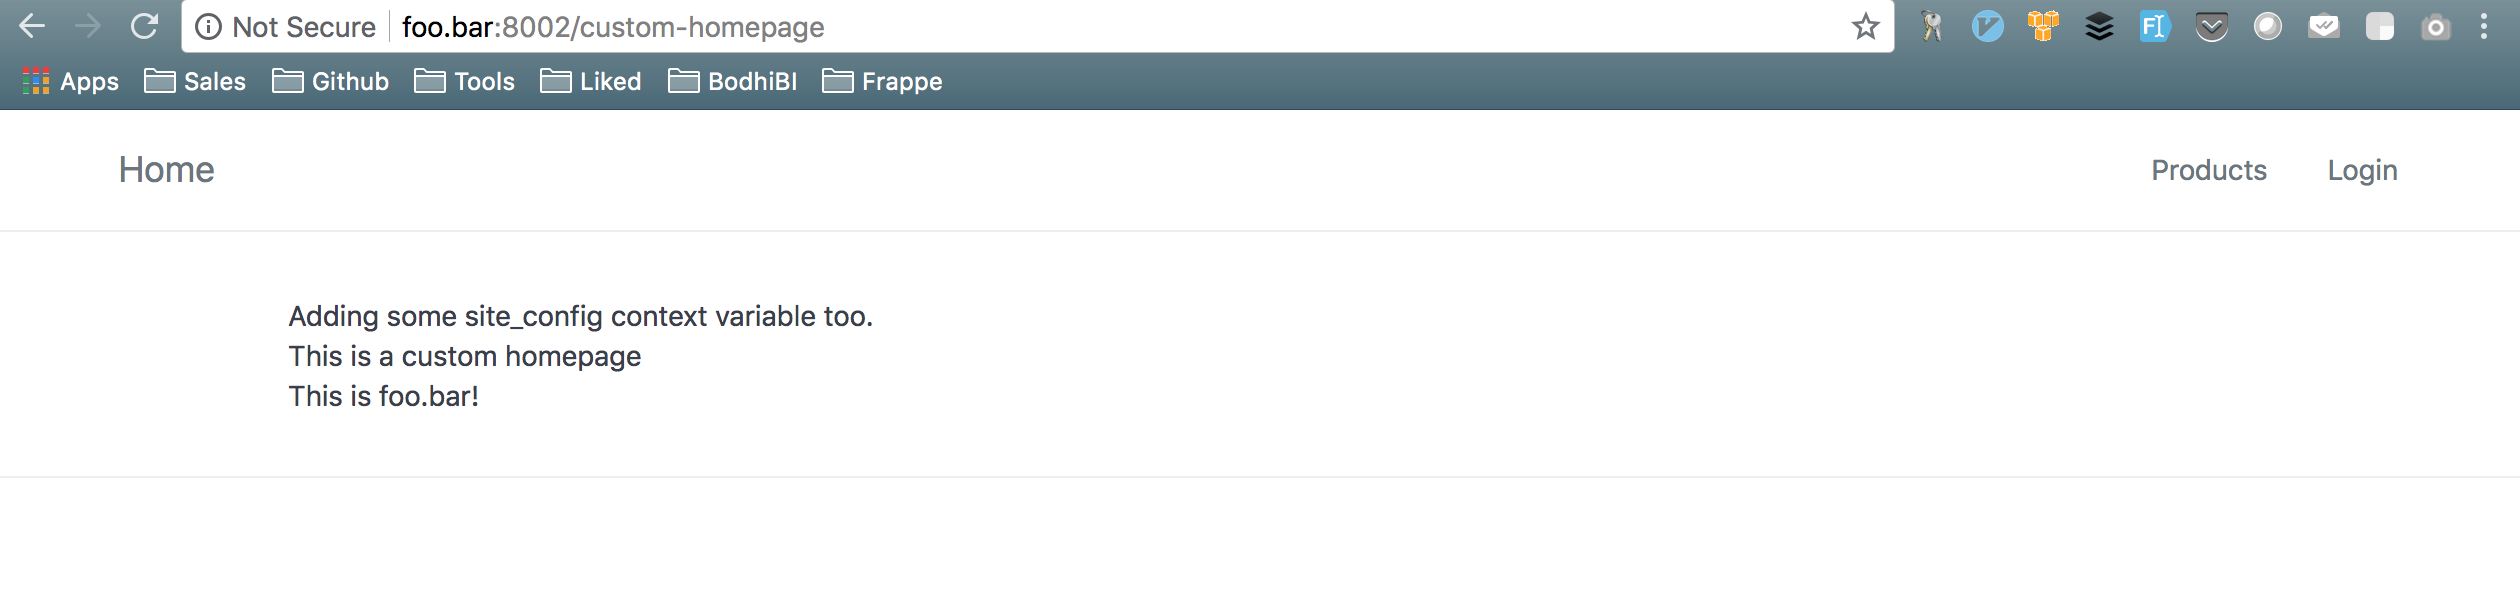 Not Secure foo.bar:8002/custom-homepage
Apps Sales Github Tools Liked BodhiBI Frappe
Home Products Login
Adding some site_config context variable too.
This is a custom homepage
This is foo.bar!